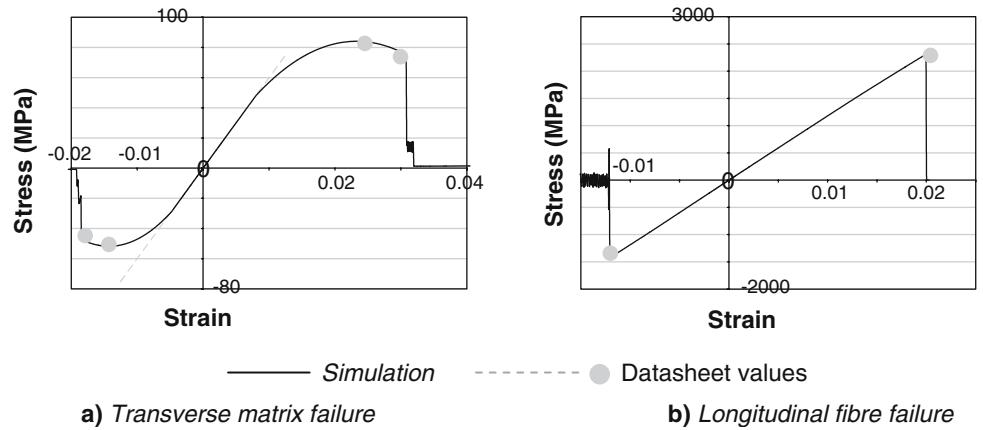 100
Stress (MPa)
-0.02
-0.01
0
0.02
0.04
-80
Strain
3000
Stress (MPa)
-0.01
0
0.01
0.02
-2000
Strain
Simulation
Datasheet values
a) Transverse matrix failure
b) Longitudinal fibre failure